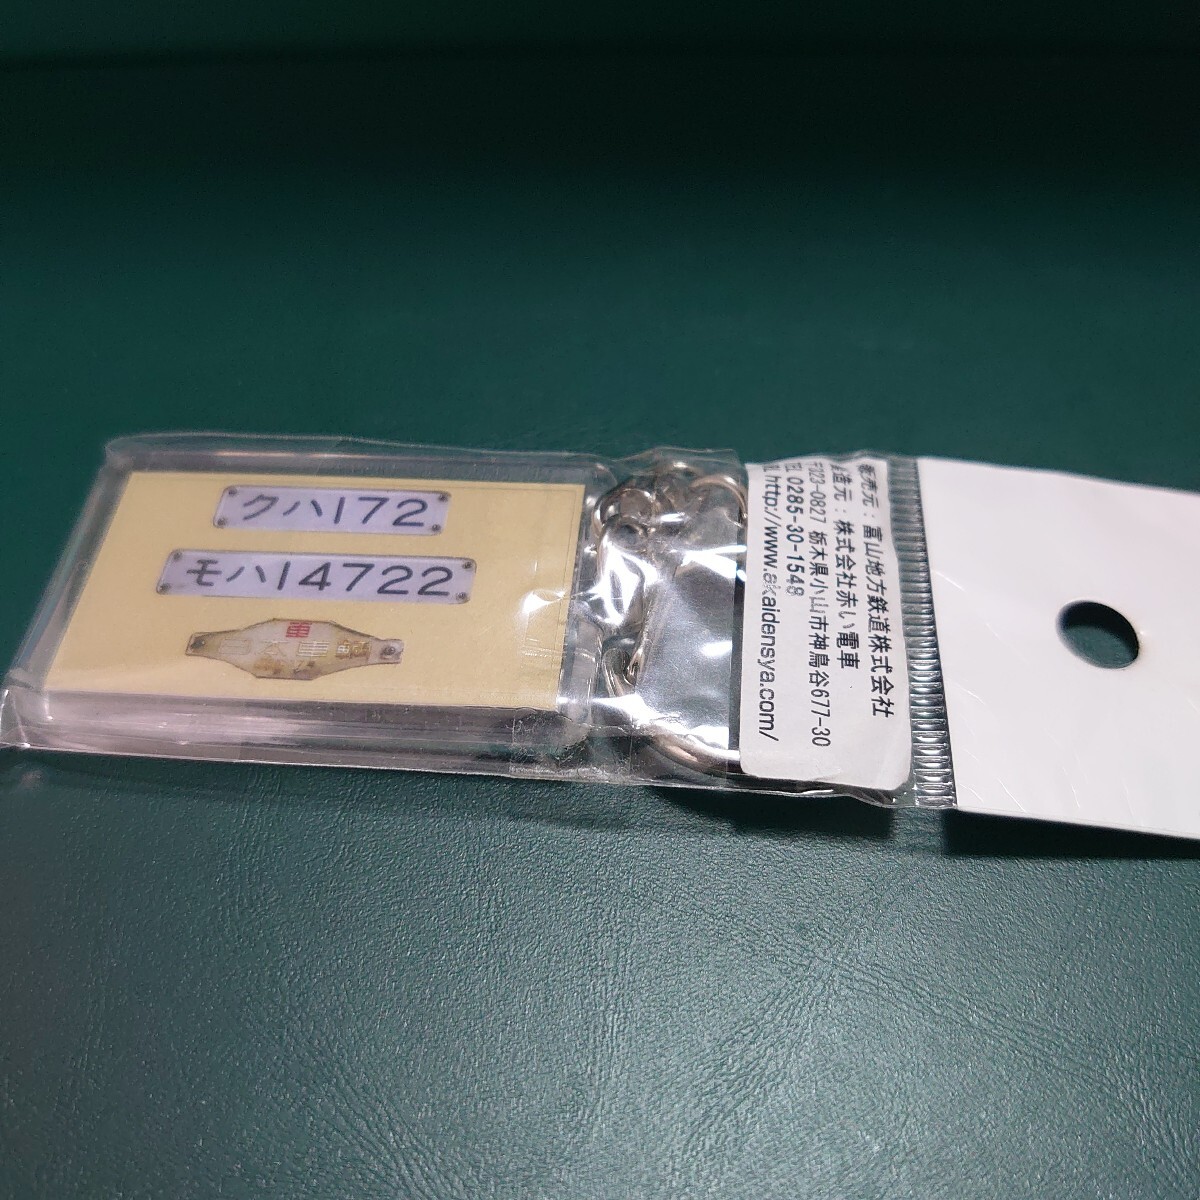 クハ172
モハ14722
販売元：富山地方鉄道株式会社
製造元：株式会社赤い電車
〒323-0827 栃木県小山市神鳥谷677-30
TEL 0285-30-1548
URL http://www.akaidensya.com/